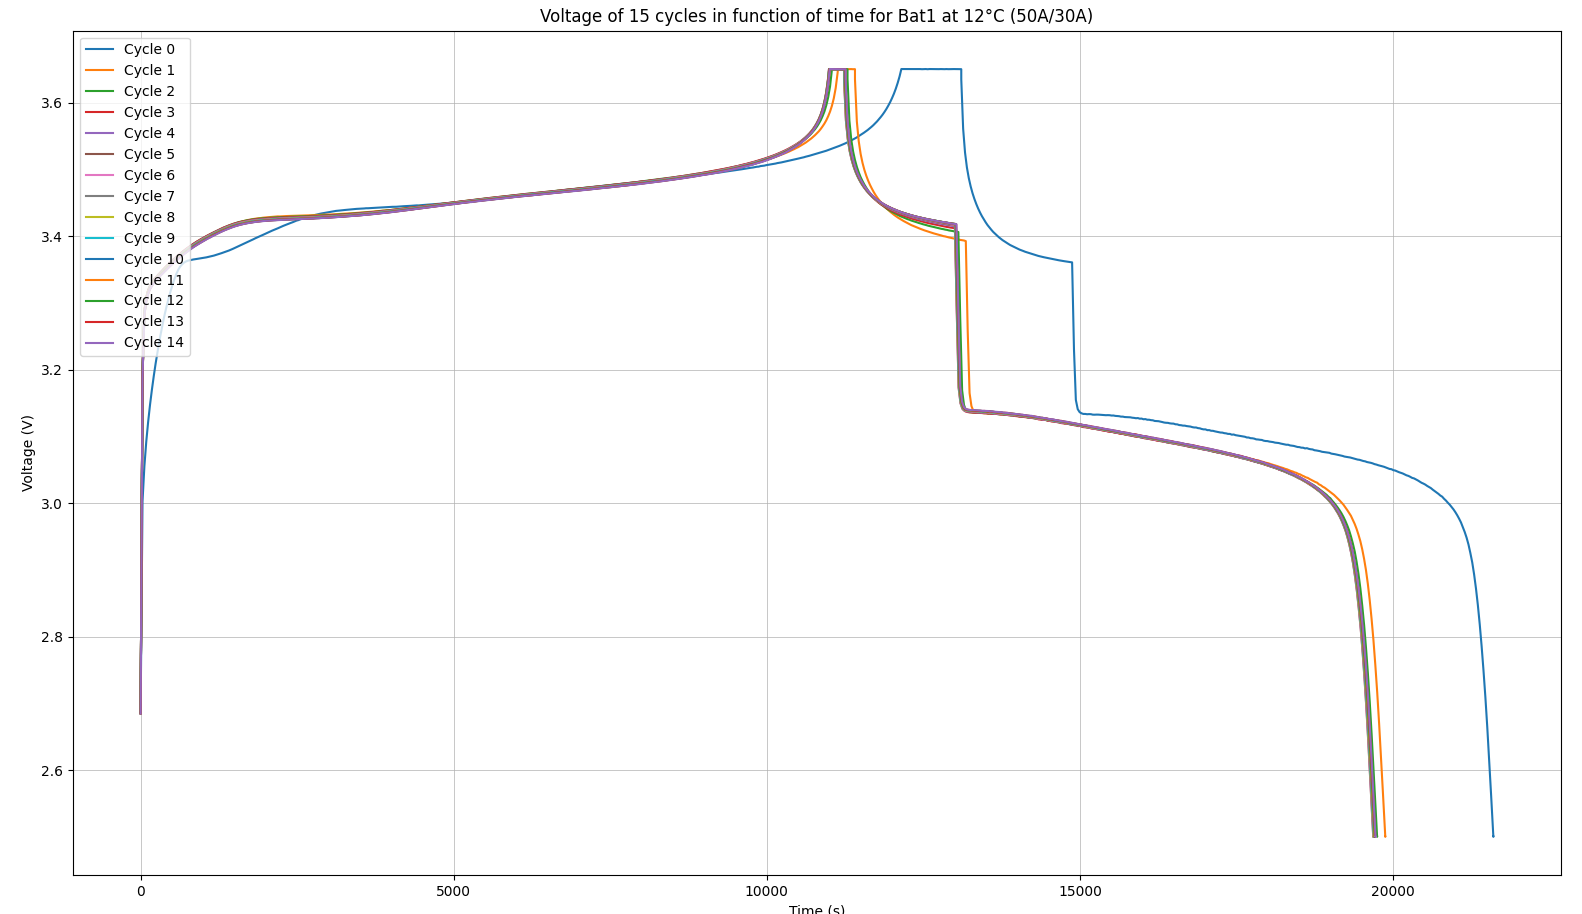 Voltage of 15 cycles in function of time for Bat1 at 12°C (50A/30A)
Cycle 0
Cycle 1
Cycle 2
Cycle 3
Cycle 4
Cycle 5
Cycle 6
Cycle 7
Cycle 8
Cycle 9
Cycle 10
Cycle 11
Cycle 12
Cycle 13
Cycle 14
Voltage (V)
3.6
3.4
3.2
3.0
2.8
2.6
0
5000
10000
15000
20000
Time (s)